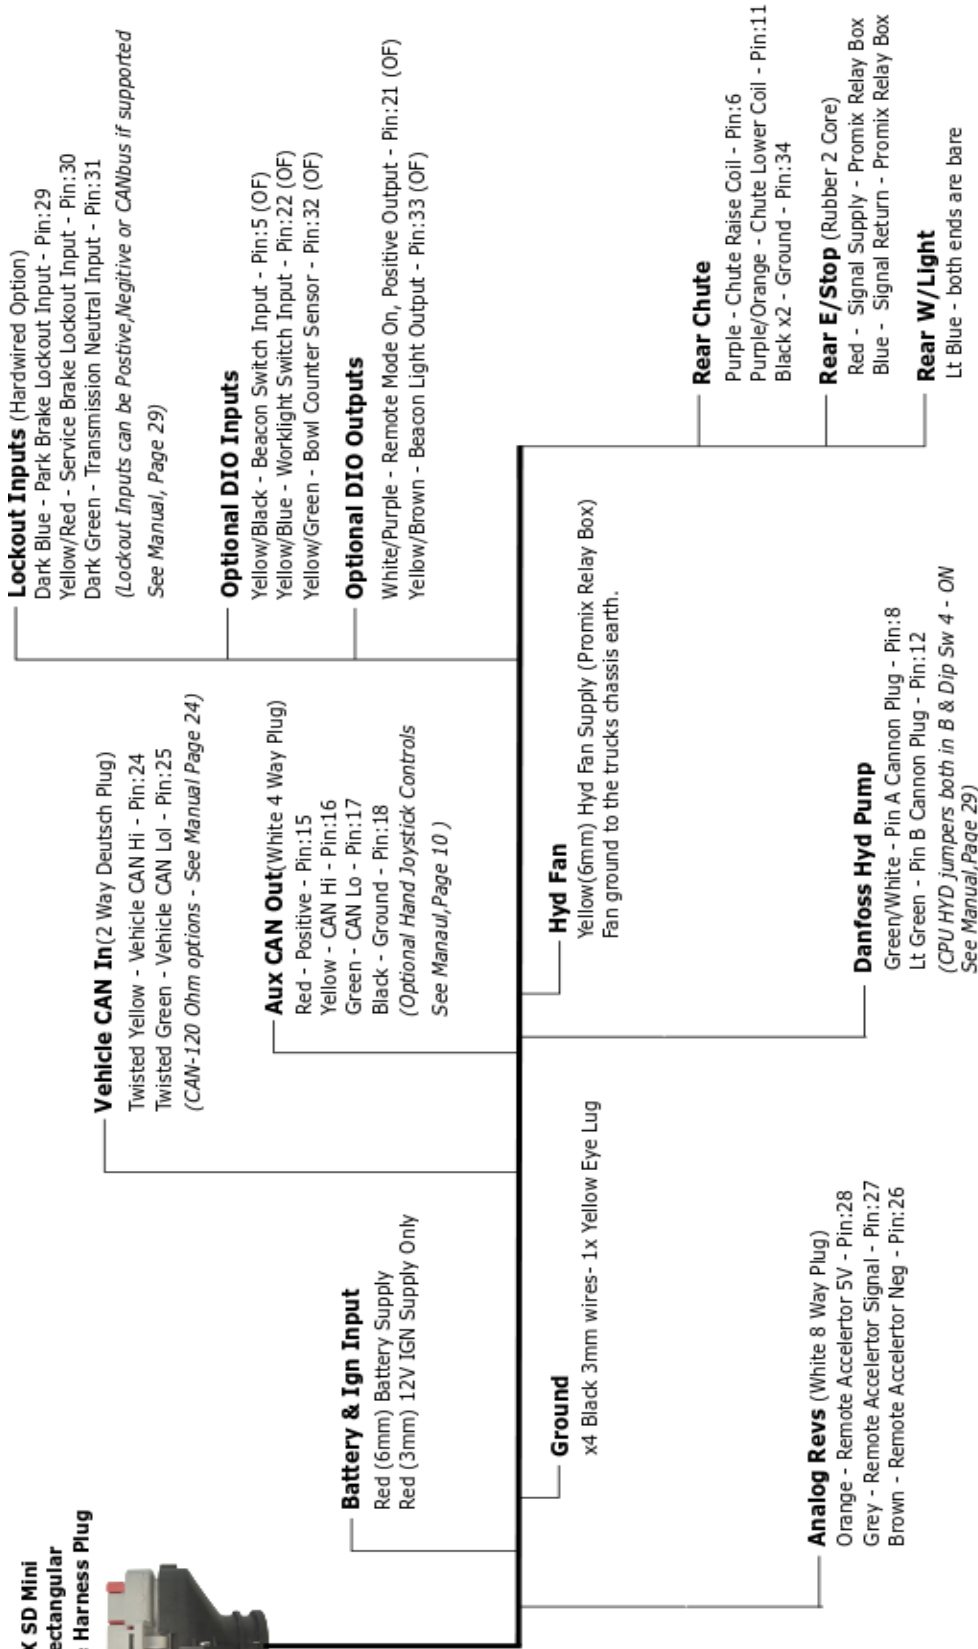 X SD Mini
ectangular
Harness Plug
Battery & Ign Input
Red (6mm) Battery Supply
Red (3mm) 12V IGN Supply Only
Vehicle CAN In(2 Way Deutsch Plug)
Twisted Yellow - Vehicle CAN Hi - Pin:24
Twisted Green - Vehicle CAN Lol - Pin:25
(CAN-120 Ohm options - See Manual Page 24)
Aux CAN Out(White 4 Way Plug)
Red - Positive - Pin:15
Yellow - CAN Hi - Pin:16
Green - CAN Lo - Pin:17
Black - Ground - Pin:18
(Optional Hand Joystick Controls
See Manaul,Page 10 )
Lockout Inputs (Hardwired Option)
Dark Blue - Park Brake Lockout Input - Pin:29
Yellow/Red - Service Brake Lockout Input - Pin:30
Dark Green - Transmission Neutral Input - Pin:31
(Lockout Inputs can be Postive,Negitive or CANbus if supported
See Manual, Page 29)
Optional DIO Inputs
Yellow/Black - Beacon Switch Input - Pin:5 (OF)
Yellow/Blue - Worklight Switch Input - Pin:22 (OF)
Yellow/Green - Bowl Counter Sensor - Pin:32 (OF)
Optional DIO Outputs
White/Purple - Remote Mode On, Positive Output - Pin:21 (OF)
Yellow/Brown - Beacon Light Output - Pin:33 (OF)
Ground
x4 Black 3mm wires- 1x Yellow Eye Lug
Analog Revs (White 8 Way Plug)
Orange - Remote Accelertor 5V - Pin:28
Grey - Remote Accelertor Signal - Pin:27
Brown - Remote Accelertor Neg - Pin:26
Hyd Fan
Yellow(6mm) Hyd Fan Supply (Promix Relay Box)
Fan ground to the trucks chassis earth.
Danfoss Hyd Pump
Green/White - Pin A Cannon Plug - Pin:8
Lt Green - Pin B Cannon Plug - Pin:12
(CPU HYD jumpers both in B & Dip Sw 4 - ON
See Manual,Page 29)
Rear Chute
Purple - Chute Raise Coil - Pin:6
Purple/Orange - Chute Lower Coil - Pin:11
Black x2 - Ground - Pin:34
Rear E/Stop (Rubber 2 Core)
Red - Signal Supply - Promix Relay Box
Blue - Signal Return - Promix Relay Box
Rear W/Light
Lt Blue - both ends are bare